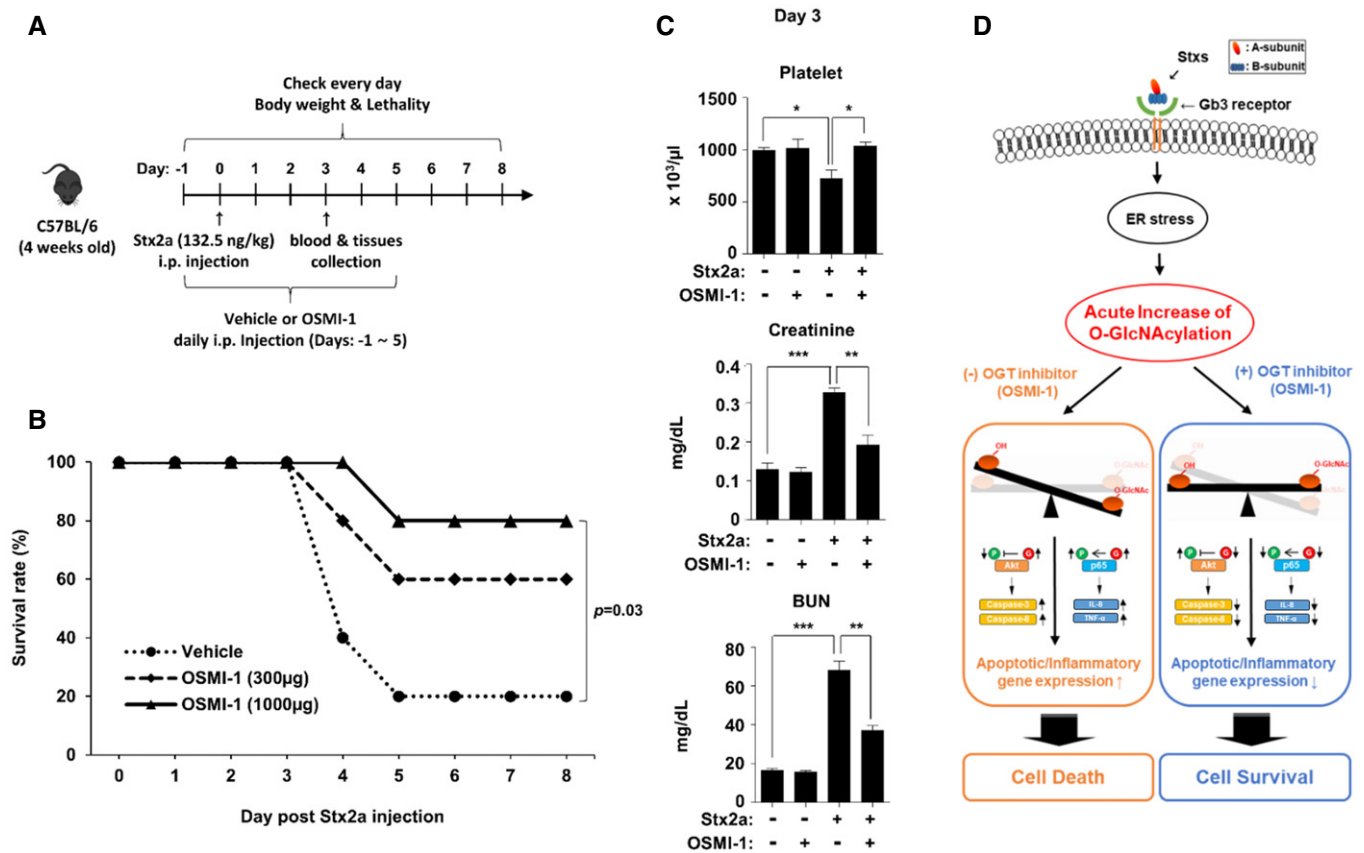 A
Check every day
Body weight & Lethality
Day: -1 0 1 2 3 4 5 6 7 8
C57BL/6
(4 weeks old)
Stx2a (132.5 ng/kg)
i.p. injection
blood & tissues
collection
Vehicle or OSMI-1
daily i.p. Injection (Days: -1 ~ 5)
B
Survival rate (%)
100
80
60
40
20
0
Vehicle
OSMI-1 (300µg)
OSMI-1 (1000µg)
p=0.03
0 1 2 3 4 5 6 7 8
Day post Stx2a injection
C
Day 3
Platelet
x 10³/µl
1500
1000
500
0
* *
Stx2a: - - + +
OSMI-1: - + - +
Creatinine
mg/dL
0.4
0.3
0.2
0.1
0
*** **
Stx2a: - - + +
OSMI-1: - + - +
BUN
mg/dL
80
60
40
20
0
*** **
Stx2a: - - + +
OSMI-1: - + - +
D
Stxs
: A-subunit
: B-subunit
← Gb3 receptor
ER stress
Acute Increase of
O-GlcNAcylation
(-) OGT inhibitor
(OSMI-1)
(+) OGT inhibitor
(OSMI-1)
OH
O-GlcNAc
O-GlcNAc
P G
Akt
P G
p65
Caspase-3
Caspase-8
IL-8
TNF-α
Apoptotic/Inflammatory
gene expression ↑
Cell Death
OH
OH
O-GlcNAc
O-GlcNAc
P G
Akt
P G
p65
Caspase-3
Caspase-8
IL-8
TNF-α
Apoptotic/Inflammatory
gene expression ↓
Cell Survival